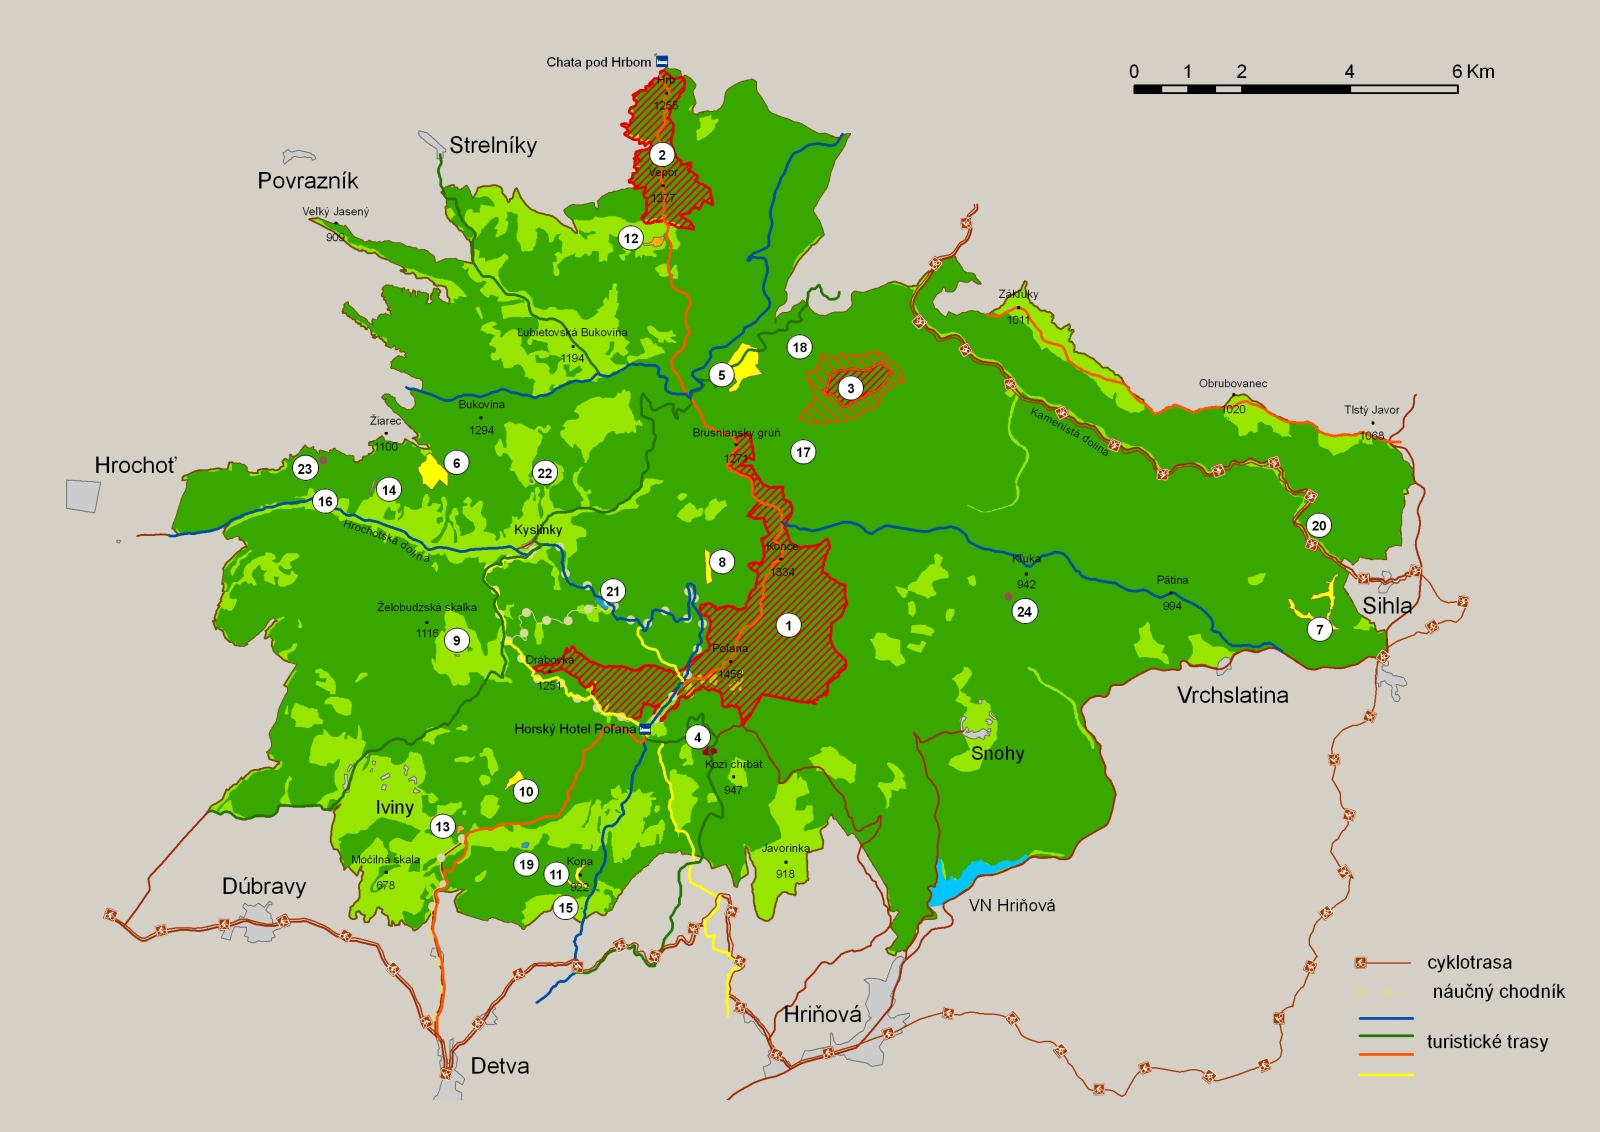 Chata pod Hrbom
Hrb
1255
0 1 2 4 6 Km
Strelníky
2
Povrazník
Vepor
1277
Veľký Jasený
909
12
Zákľuky
1011
Ľubietovská Bukovina
1194
18
5
3
Obrubovanec
1020
Bukovina
1294
Tlstý Javor
1068
Kamenistá dolina
Žiarec
1100
Brusniansky grúň
1271
17
Hrochoť
23
6
22
14
16
20
Hrochotská dolina
Kyslinky
Konce
1334
8
Kľuka
942
Pátina
994
21
24
Sihla
Želobudzská skalka
1116
9
1
7
Drábovka
1251
Poľana
1458
Vrchslatina
Horský Hotel Poľana
4
Snohy
Kozí chrbát
947
10
Iviny
13
Močilná skala
678
19
11
Kopa
922
Javorinka
918
Dúbravy
15
VN Hriňová
cyklotrasa
náučný chodník
Hriňová
turistické trasy
Detva